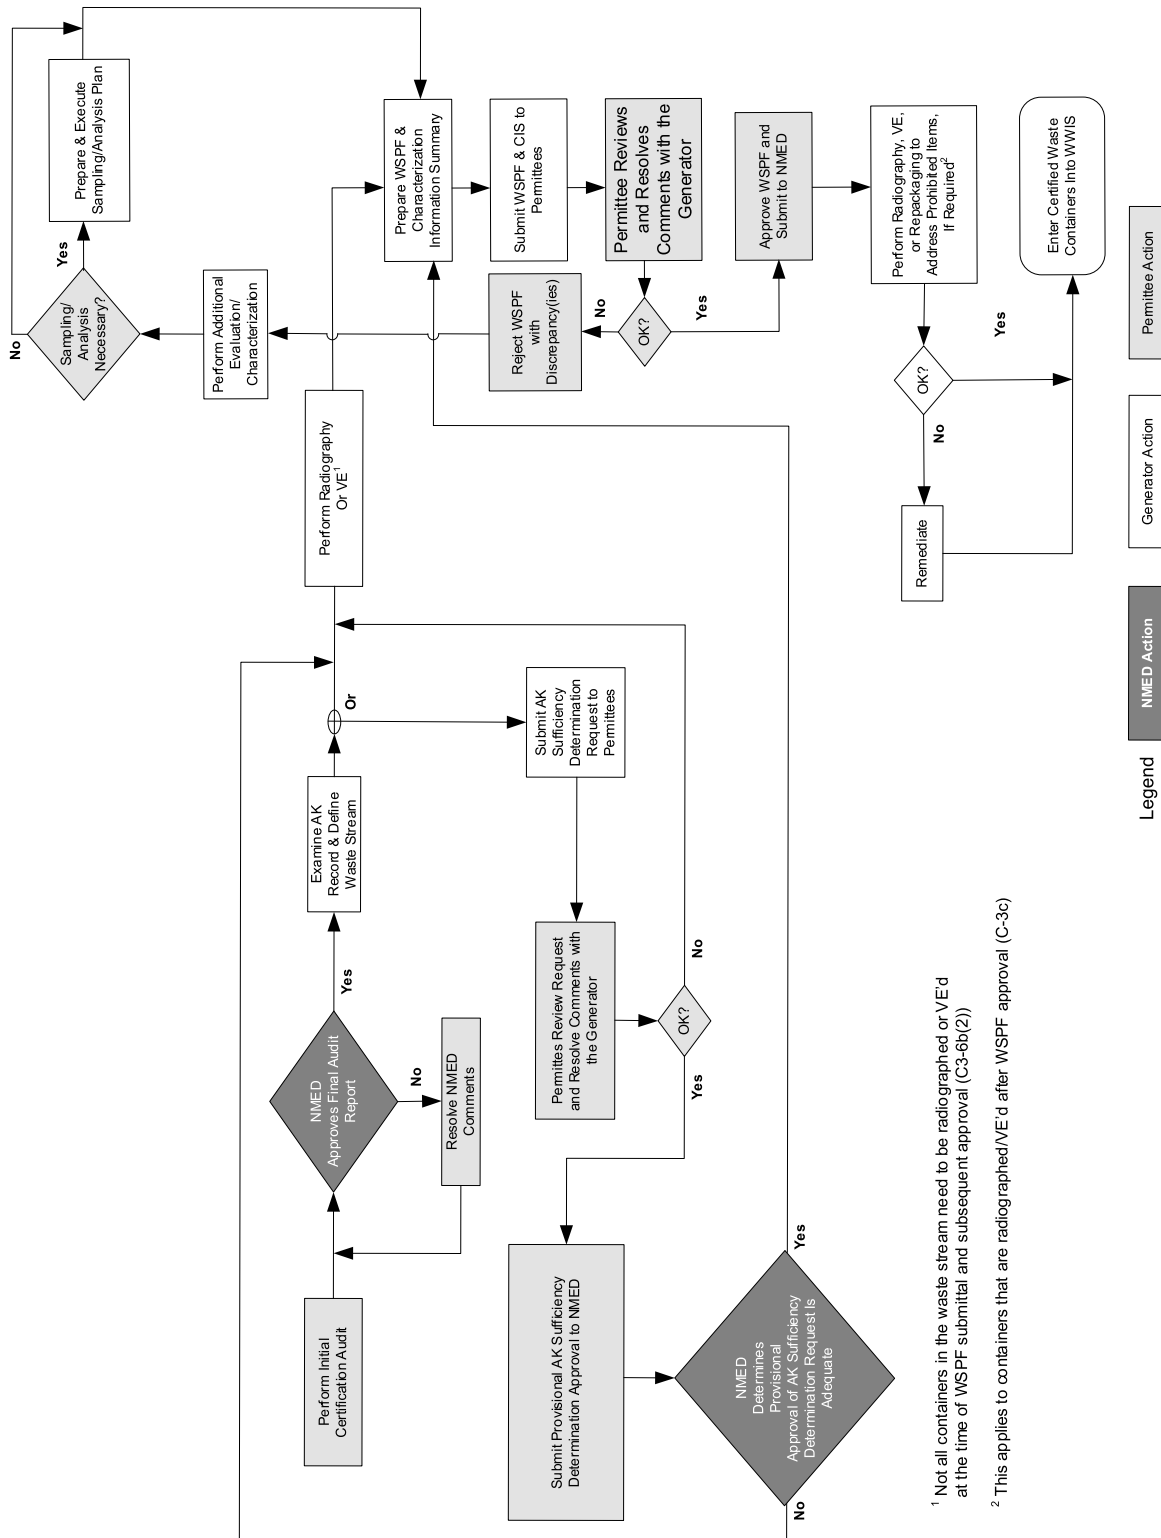 Perform Initial
Certification Audit
NMED
Approves Final Audit
Report
Yes
No
Resolve NMED
Comments
Examine AK
Record & Define
Waste Stream
Or
Perform Radiography
Or VE1
Submit AK
Sufficiency
Determination
Request to
Permittees
Permittes Review Request
and Resolve Comments with
the Generator
OK?
No
Yes
Submit Provisional AK Sufficiency
Determination Approval to NMED
NMED
Determines
Provisional
Approval of AK Sufficiency
Determination Request Is
Adequate
No
Yes
Prepare WSPF &
Characterization
Information Summary
Submit WSPF & CIS to
Permittees
Permittee Reviews
and Resolves
Comments with the
Generator
OK?
No
Yes
Reject WSPF
with
Discrepancy(ies)
Perform Additional
Evaluation/
Characterization
Sampling/
Analysis
Necessary?
No
Yes
Prepare & Execute
Sampling/Analysis Plan
Approve WSPF and
Submit to NMED
Perform Radiography, VE,
or Repackaging to
Address Prohibited Items,
If Required2
OK?
Yes
No
Remediate
Enter Certified Waste
Containers Into WWIS
1 Not all containers in the waste stream need to be radiographed or VE'd
at the time of WSPF submittal and subsequent approval (C3-6b(2))
2 This applies to containers that are radiographed/VE'd after WSPF approval (C-3c)
Legend
NMED Action
Generator Action
Permittee Action